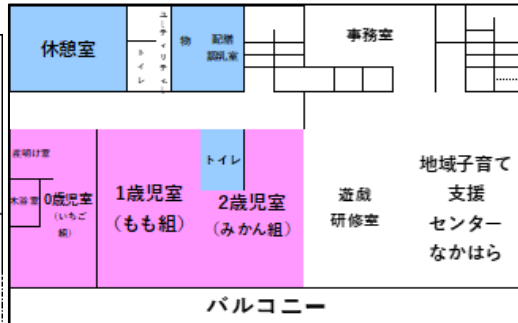 休憩室
トイレ
ユーティリティー
物
配膳
調乳室
事務室
産明け室
沐浴室
0歳児室
(いちご
組)
1歳児室
(もも組)
トイレ
2歳児室
(みかん組)
遊戯
研修室
地域子育て
支援
センター
なかはら
バルコニー